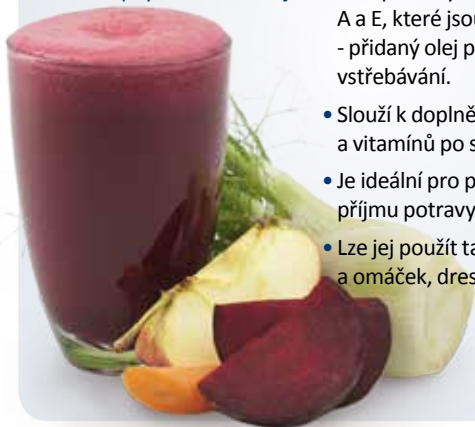 A a E, které jsou
- přidaný olej p
vstřebávání.
• Slouží k doplně
a vitamínů po s
• Je ideální pro p
příjmu potravy
• Lze jej použít ta
a omáček, dres